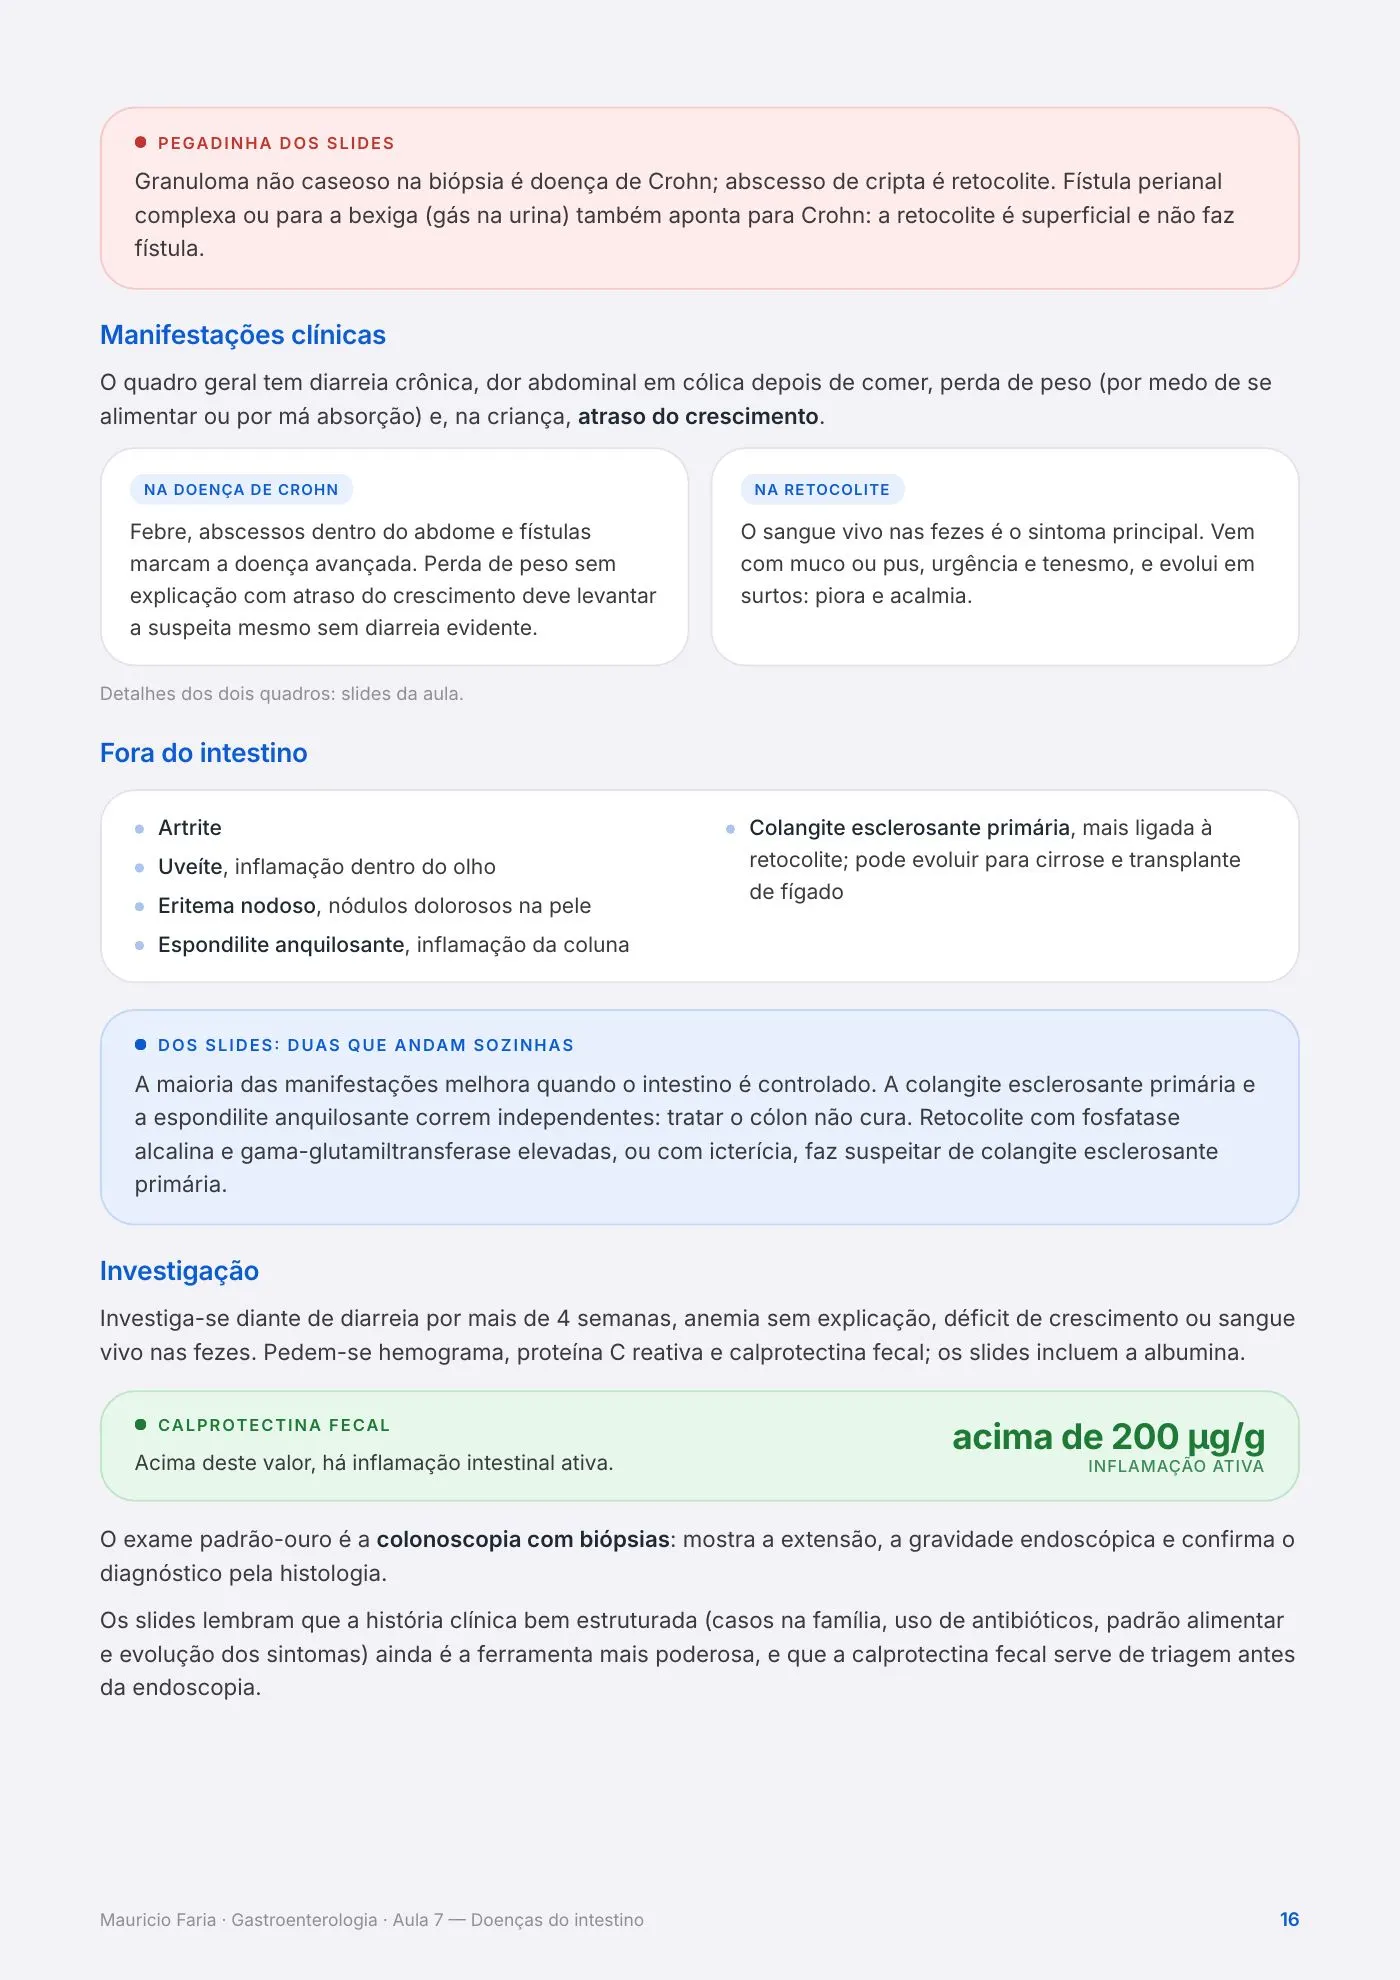 PEGADINHA DOS SLIDES
Granuloma não caseoso na biópsia é doença de Crohn; abscesso de cripta é retocolite. Fístula perianal
complexa ou para a bexiga (gás na urina) também aponta para Crohn: a retocolite é superficial e não faz
fístula.
Manifestações clínicas
O quadro geral tem diarreia crônica, dor abdominal em cólica depois de comer, perda de peso (por medo de se
alimentar ou por má absorção) e, na criança, atraso do crescimento.
NA DOENÇA DE CROHN
Febre, abscessos dentro do abdome e fístulas
marcam a doença avançada. Perda de peso sem
explicação com atraso do crescimento deve levantar
a suspeita mesmo sem diarreia evidente.
NA RETOCOLITE
O sangue vivo nas fezes é o sintoma principal. Vem
com muco ou pus, urgência e tenesmo, e evolui em
surtos: piora e acalmia.
Detalhes dos dois quadros: slides da aula.
Fora do intestino
Artrite
Uveíte, inflamação dentro do olho
Eritema nodoso, nódulos dolorosos na pele
Espondilite anquilosante, inflamação da coluna
Colangite esclerosante primária, mais ligada à
retocolite; pode evoluir para cirrose e transplante
de fígado
DOS SLIDES: DUAS QUE ANDAM SOZINHAS
A maioria das manifestações melhora quando o intestino é controlado. A colangite esclerosante primária e
a espondilite anquilosante correm independentes: tratar o cólon não cura. Retocolite com fosfatase
alcalina e gama-glutamiltransferase elevadas, ou com icterícia, faz suspeitar de colangite esclerosante
primária.
Investigação
Investiga-se diante de diarreia por mais de 4 semanas, anemia sem explicação, déficit de crescimento ou sangue
vivo nas fezes. Pedem-se hemograma, proteína C reativa e calprotectina fecal; os slides incluem a albumina.
CALPROTECTINA FECAL
Acima deste valor, há inflamação intestinal ativa.
acima de 200 µg/g
INFLAMAÇÃO ATIVA
O exame padrão-ouro é a colonoscopia com biópsias: mostra a extensão, a gravidade endoscópica e confirma o
diagnóstico pela histologia.
Os slides lembram que a história clínica bem estruturada (casos na família, uso de antibióticos, padrão alimentar
e evolução dos sintomas) ainda é a ferramenta mais poderosa, e que a calprotectina fecal serve de triagem antes
da endoscopia.
Mauricio Faria · Gastroenterologia · Aula 7 — Doenças do intestino
16